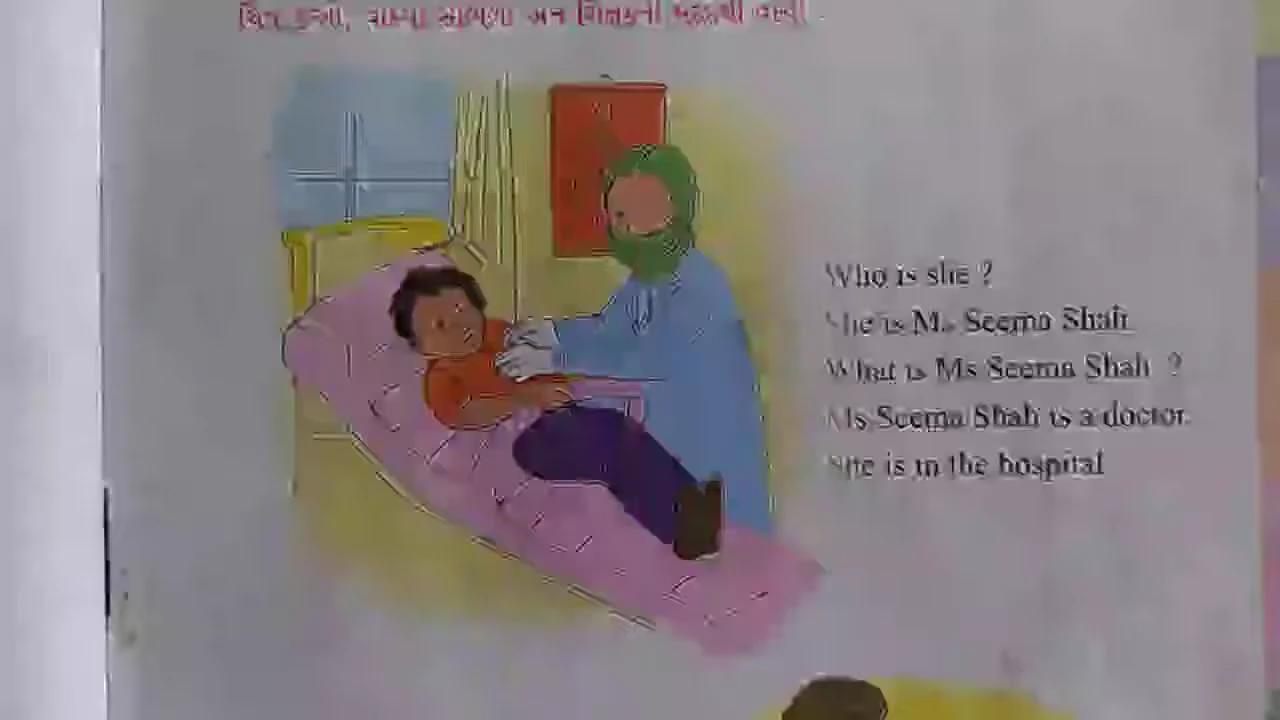 Who is she ?
She is Ms Seema Shah
What is Ms Seema Shah ?
Ms Seema Shah is a doctor.
She is in the hospital